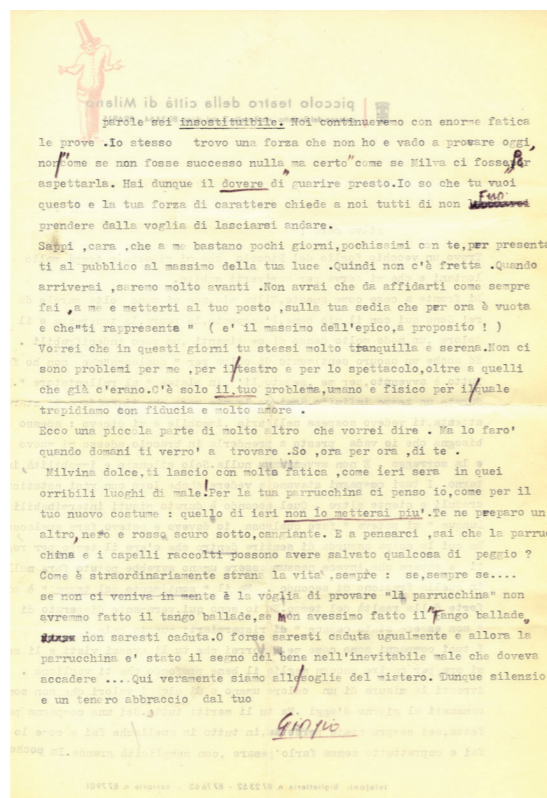 parole sei insostituibile. Noi continueremo con enorme fatica
le prove .Io stesso trovo una forza che non ho e vado a provare oggi,
non "come se non fosse successo nulla ma certo" come se Milva ci fosse" o per
aspettarla. Hai dunque il dovere di guarire presto.Io so che tu vuoi
questo e la tua forza di carattere chiede a noi tutti di non
prendere dalla voglia di lasciarsi andare.
Sappi ,cara ,che a me bastano pochi giorni,pochissimi con te,per presenta
ti al pubblico al massimo della tua luce .Quindi non c'è fretta .Quando
arriverai ,saremo molto avanti .Non avrai che da affidarti come sempre
fai ,a me e metterti al tuo posto ,sulla tua sedia che per ora è vuota
e che"ti rappresenta " ( e' il massimo dell'epico,a proposito ! )
Vorrei che in questi giorni tu stessi molto tranquilla e serena.Non ci
sono problemi per me ,per il/teatro e per lo spettacolo,oltre a quelli
che già c'erano.C'è solo il tuo problema,umano e fisico per il/quale
trepidiamo con fiducia e molto amore .
Ecco una piccola parte di molto altro che vorrei dire . Ma lo faro'
quando domani ti verro' a trovare .So ,ora per ora ,di te .
Milvina dolce,ti lascio con molta fatica ,come ieri sera in quei
orribili luoghi di male!Per la tua parrucchina ci penso io,come per il
tuo nuovo costume : quello di ieri non lo metterai piu'.Te ne preparo un
altro,nero e rosso scuro sotto,cangiante. E a pensarci ,sai che la parruc
china e i capelli raccolti possono avere salvato qualcosa di peggio ?
Come è straordinariamente strana la vita ,sempre : se,sempre se....
se non ci veniva in mente è la voglia di provare "la parrucchina" non
avremmo fatto il tango ballade,se non avessimo fatto il "Tango ballade"
non saresti caduta.O forse saresti caduta ugualmente e allora la
parrucchina e' stato il segno del bene nell'inevitabile male che doveva
accadere ....Qui veramente siamo alle/soglie del mistero. Dunque silenzio
e un tenero abbraccio dal tuo
Giorgio